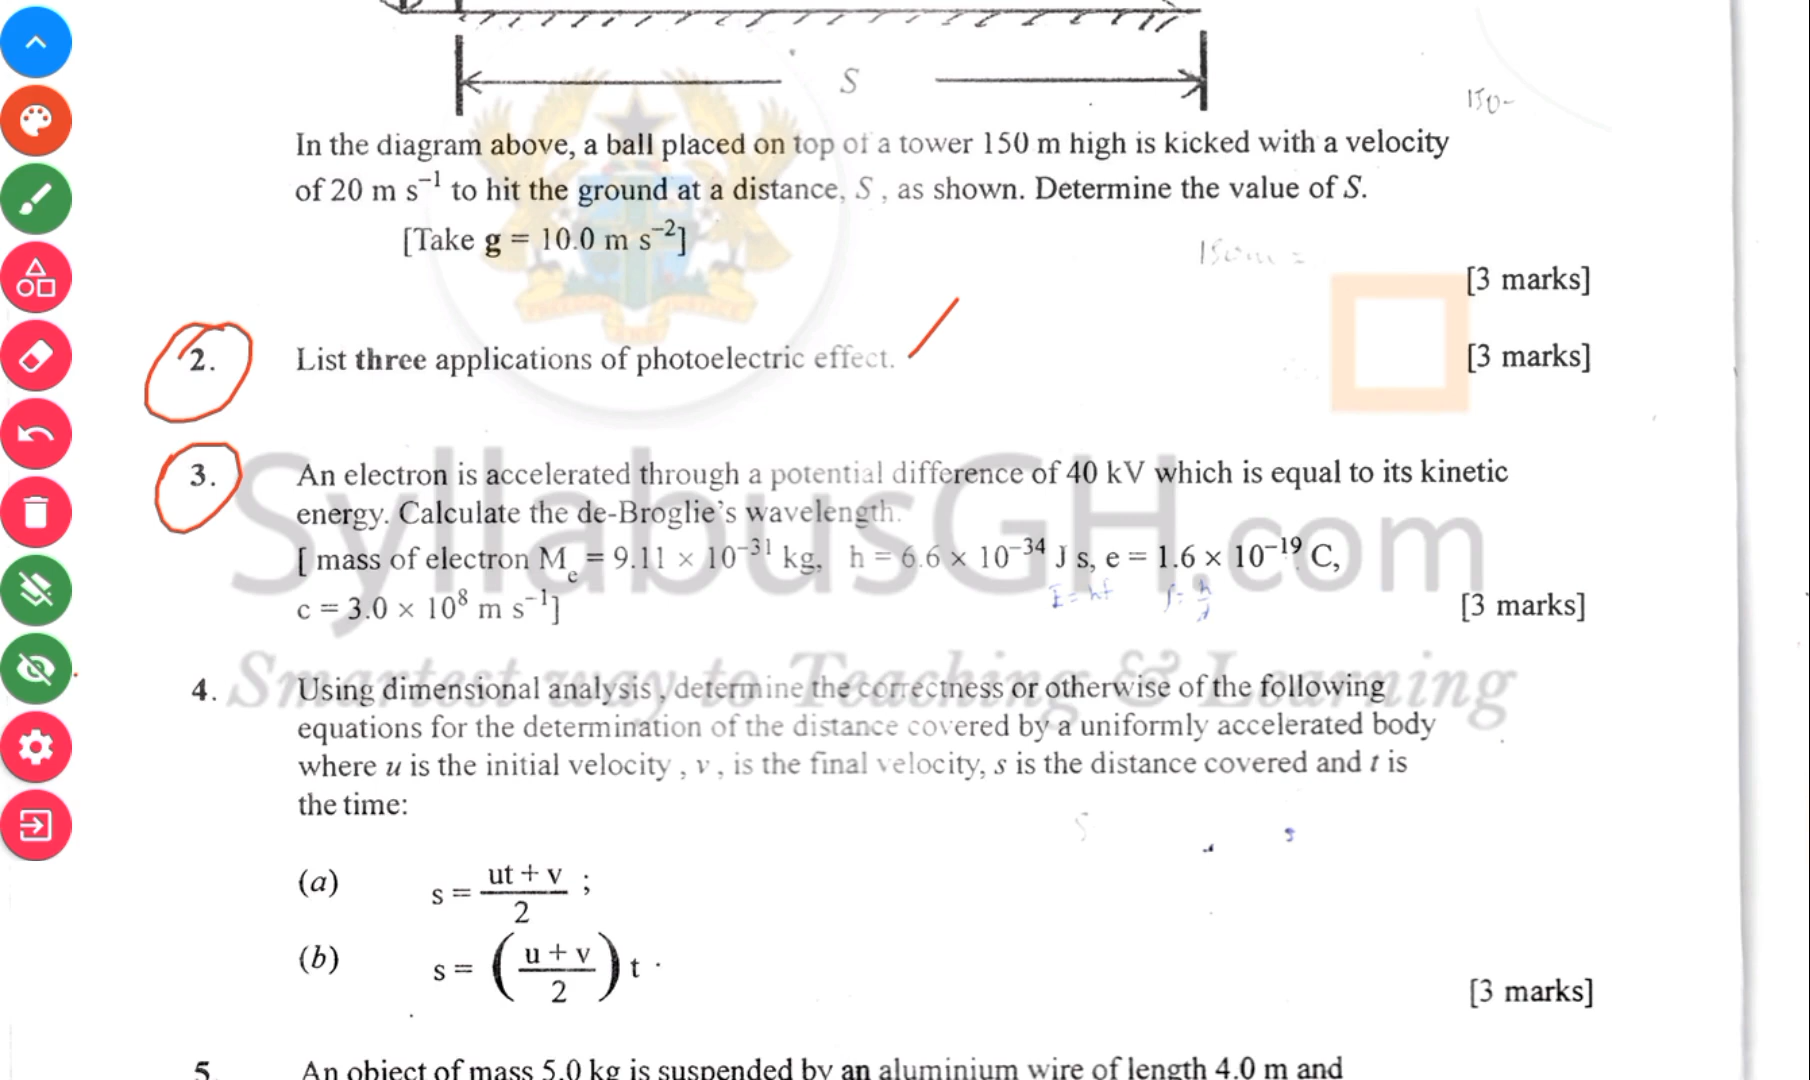 S
150-
In the diagram above, a ball placed on top of a tower 150 m high is kicked with a velocity
of 20 m s⁻¹ to hit the ground at a distance, S , as shown. Determine the value of S.
[Take g = 10.0 m s⁻²]
150m =
[3 marks]
2. List three applications of photoelectric effect. [3 marks]
3. An electron is accelerated through a potential difference of 40 kV which is equal to its kinetic
energy. Calculate the de-Broglie's wavelength.
[ mass of electron Mₑ = 9.11 × 10⁻³¹ kg, h = 6.6 × 10⁻³⁴ J s, e = 1.6 × 10⁻¹⁹ C,
c = 3.0 × 10⁸ m s⁻¹] [3 marks]
E = hf
SyllabusGH.com
Smartest way to Teaching & Learning
4. Using dimensional analysis , determine the correctness or otherwise of the following
equations for the determination of the distance covered by a uniformly accelerated body
where u is the initial velocity , v , is the final velocity, s is the distance covered and t is
the time:
(a) s = (ut + v)/2 ;
(b) s = ((u + v)/2) t .
[3 marks]
5. An object of mass 5.0 kg is suspended by an aluminium wire of length 4.0 m and